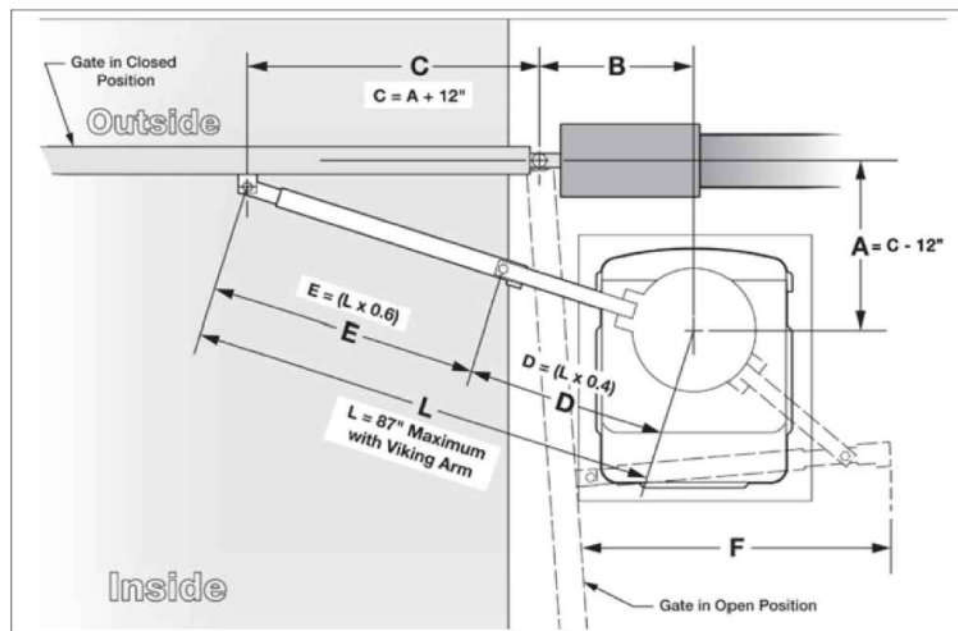 Gate in Closed
Position
C
B
C = A + 12"
Outside
A = C - 12"
E = (L x 0.6)
E
D = (L x 0.4)
D
L
L = 87" Maximum
with Viking Arm
F
Inside
Gate in Open Position